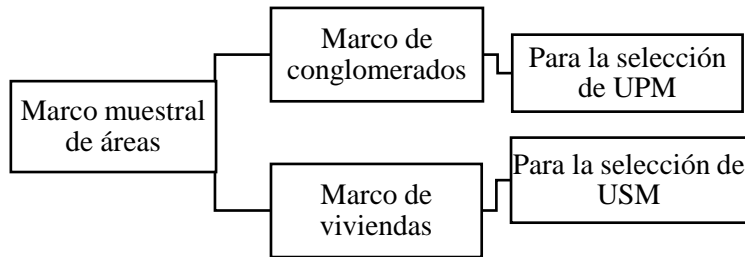 Marco muestral
de áreas
Marco de
conglomerados
Para la selección
de UPM
Marco de
viviendas
Para la selección de
USM